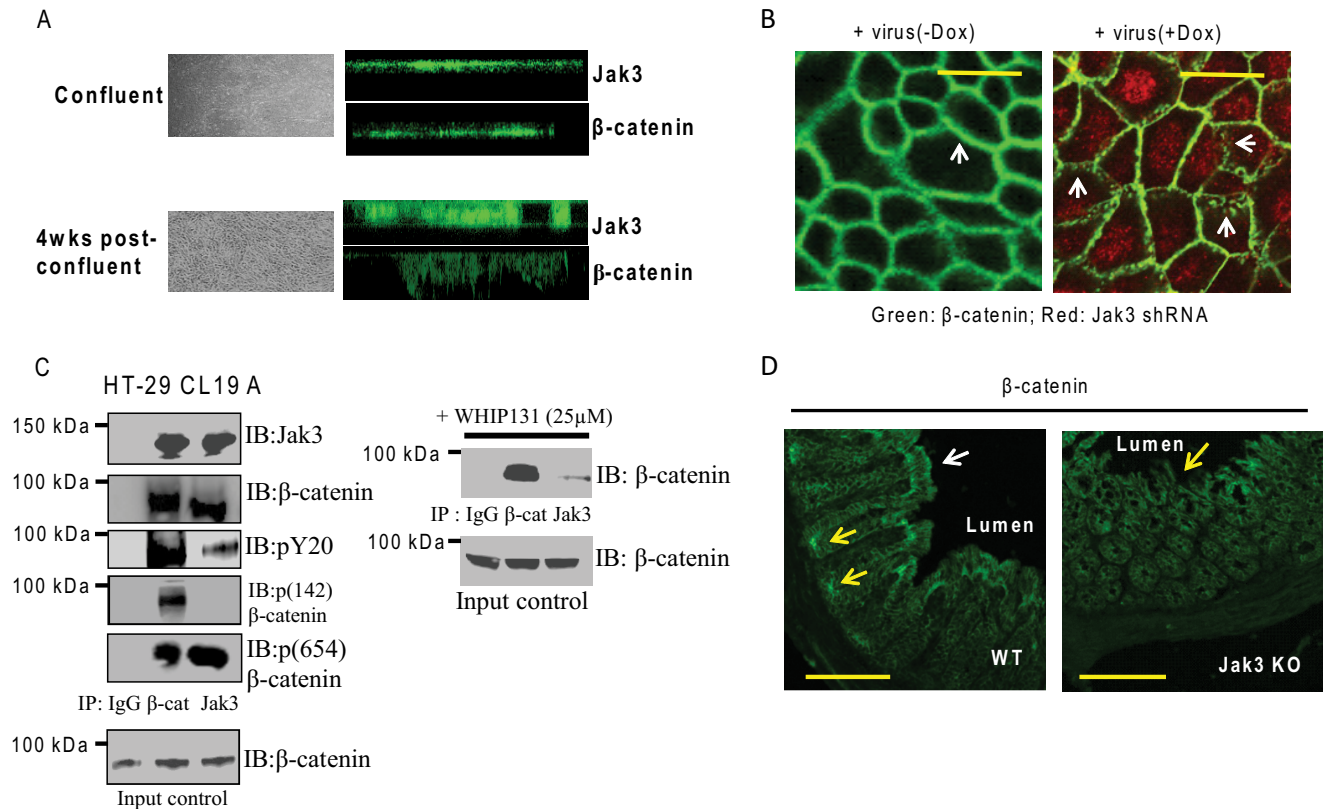 A
Confluent
Jak3
β-catenin
4wks post-
confluent
Jak3
β-catenin
B
+ virus(-Dox)
+ virus(+Dox)
Green: β-catenin; Red: Jak3 shRNA
C
HT-29 CL19 A
150 kDa
IB:Jak3
100 kDa
IB:β-catenin
100 kDa
IB:pY20
100 kDa
IB:p(142)
β-catenin
IB:p(654)
β-catenin
IP: IgG β-cat Jak3
100 kDa
IB:β-catenin
Input control
+ WHIP131 (25µM)
100 kDa
IB: β-catenin
IP : IgG β-cat Jak3
100 kDa
IB: β-catenin
Input control
D
β-catenin
Lumen
WT
Lumen
Jak3 KO